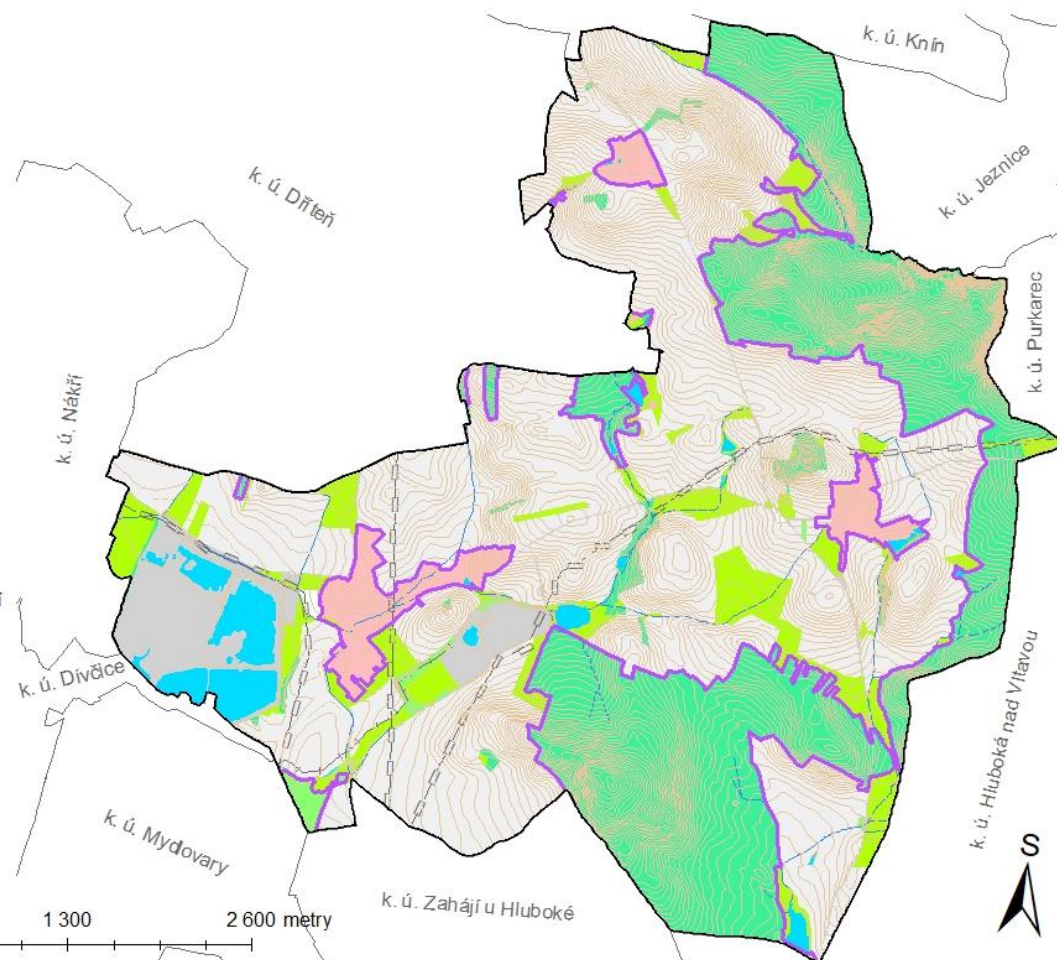 k. ú. Knín
k. ú. Jeznice
k. ú. Dříteň
k. ú. Purkarec
k. ú. Nákří
k. ú. Dívčice
k. ú. Hluboká nad Vltavou
k. ú. Mydlovary
S
k. ú. Zahájí u Hluboké
1 300 2 600 metry